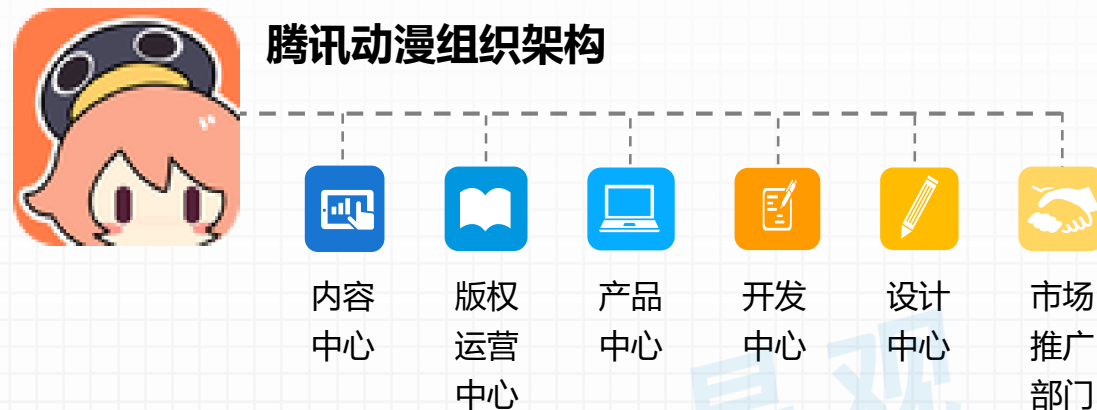 腾讯动漫组织架构
内容
中心
版权
运营
中心
产品
中心
开发
中心
设计
中心
市场
推广
部门